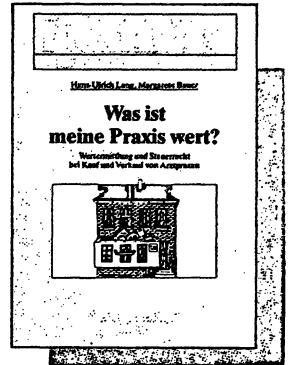 Hans-Ulrich Lang, Margarete Bauer
Was ist
meine Praxis wert?
Wertermittlung und Steuerrecht
bei Kauf und Verkauf von Arztpraxen